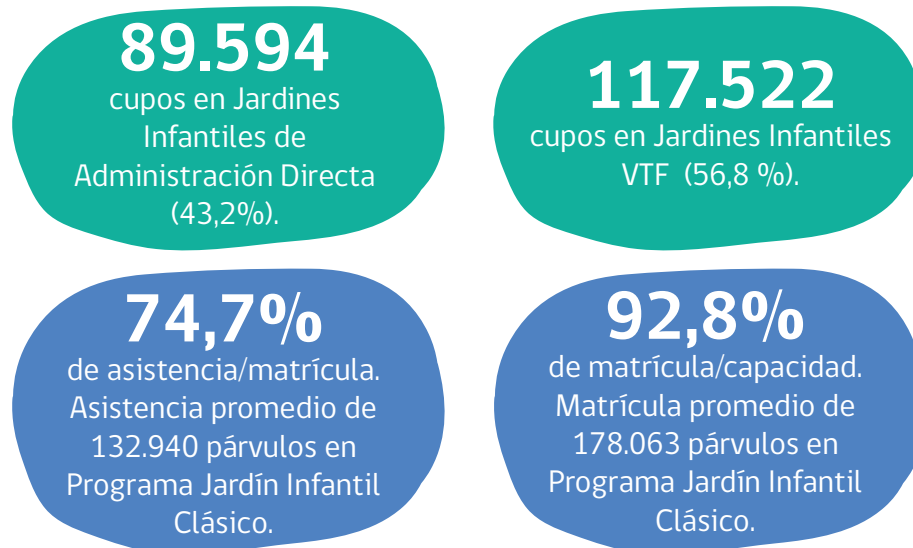 89.594
cupos en Jardines
Infantiles de
Administración Directa
(43,2%).
117.522
cupos en Jardines Infantiles
VTF (56,8 %).
74,7%
de asistencia/matrícula.
Asistencia promedio de
132.940 párvulos en
Programa Jardín Infantil
Clásico.
92,8%
de matrícula/capacidad.
Matrícula promedio de
178.063 párvulos en
Programa Jardín Infantil
Clásico.